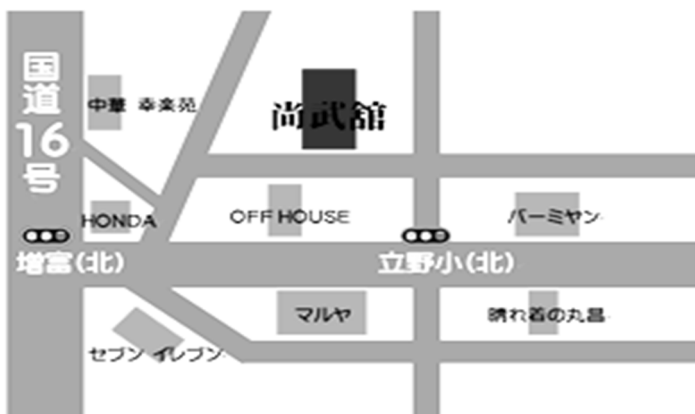 国道16号
中華 幸楽苑
尚武舘
HONDA
OFF HOUSE
バーミヤン
増富(北)
立野小(北)
マルヤ
晴れ着の丸昌
セブン イレブン